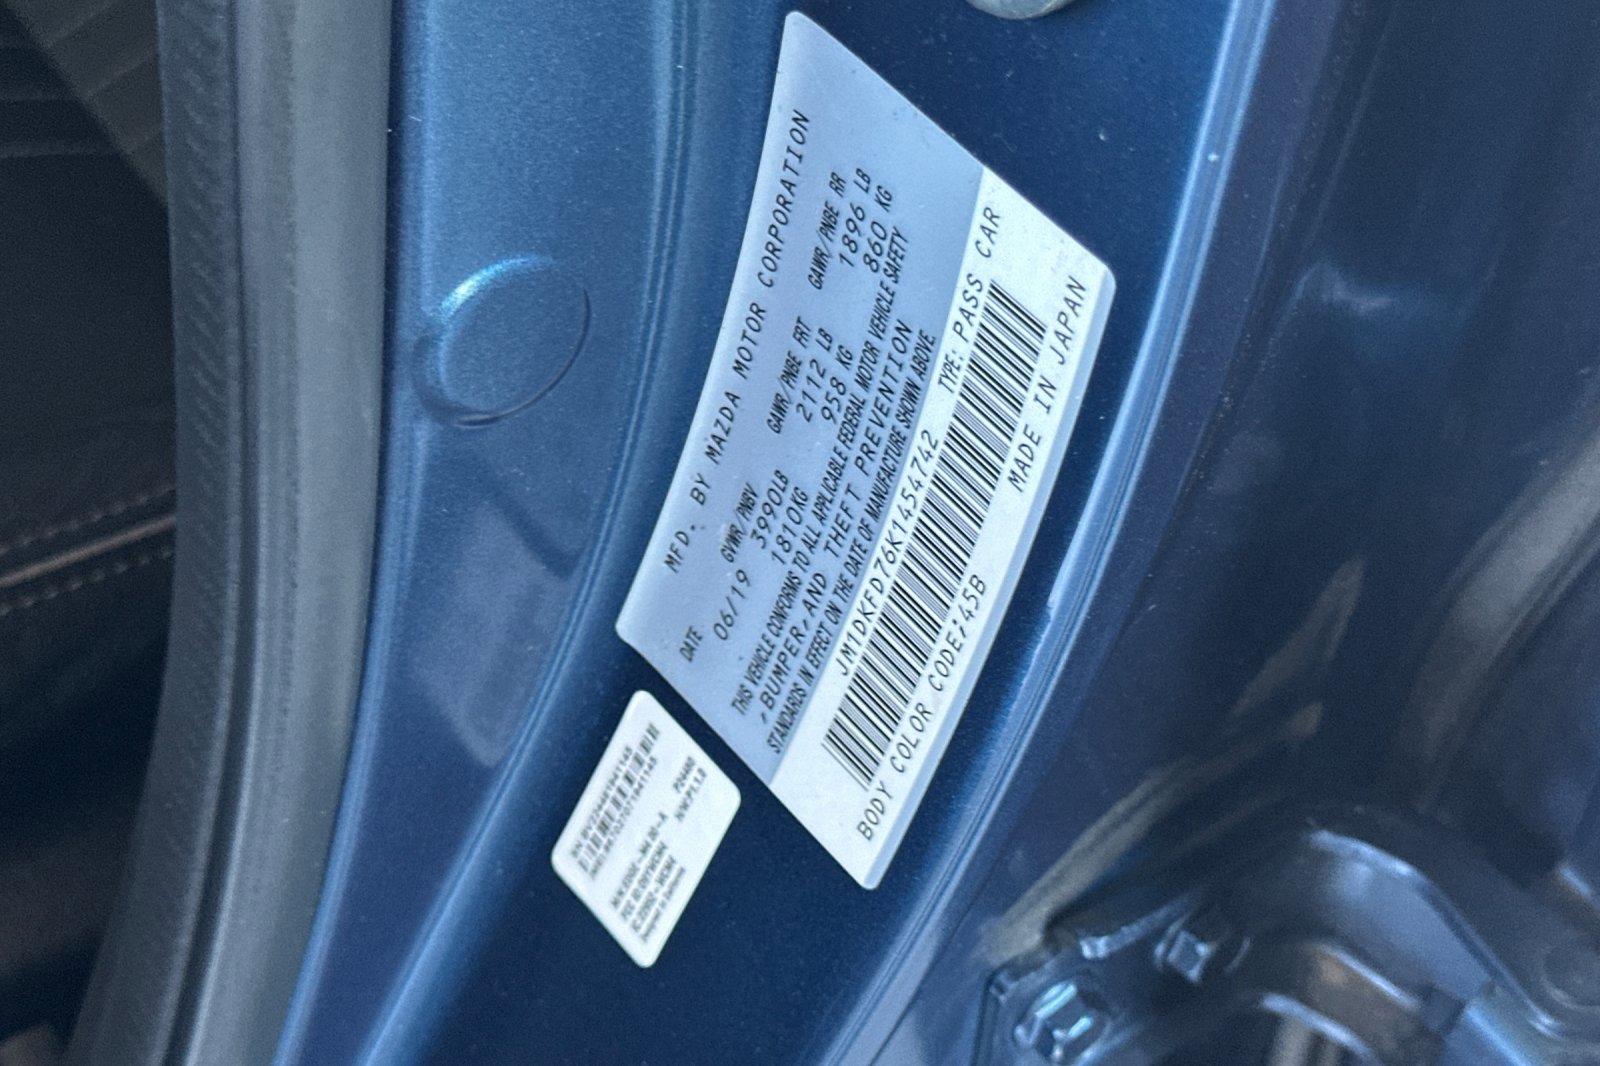 MFD. BY MAZDA MOTOR CORPORATION
DATE GVWR/PNBV GAWR/PNBE FRT GAWR/PNBE RR
06/19 3990LB 2112 LB 1896 LB
1810KG 958 KG 860 KG
THIS VEHICLE CONFORMS TO ALL APPLICABLE FEDERAL MOTOR VEHICLE SAFETY
,BUMPER,AND THEFT PREVENTION
STANDARDS IN EFFECT ON THE DATE OF MANUFACTURE SHOWN ABOVE
JM1DKFD76K1454742 TYPE: PASS CAR
BODY COLOR CODE:45B MADE IN JAPAN